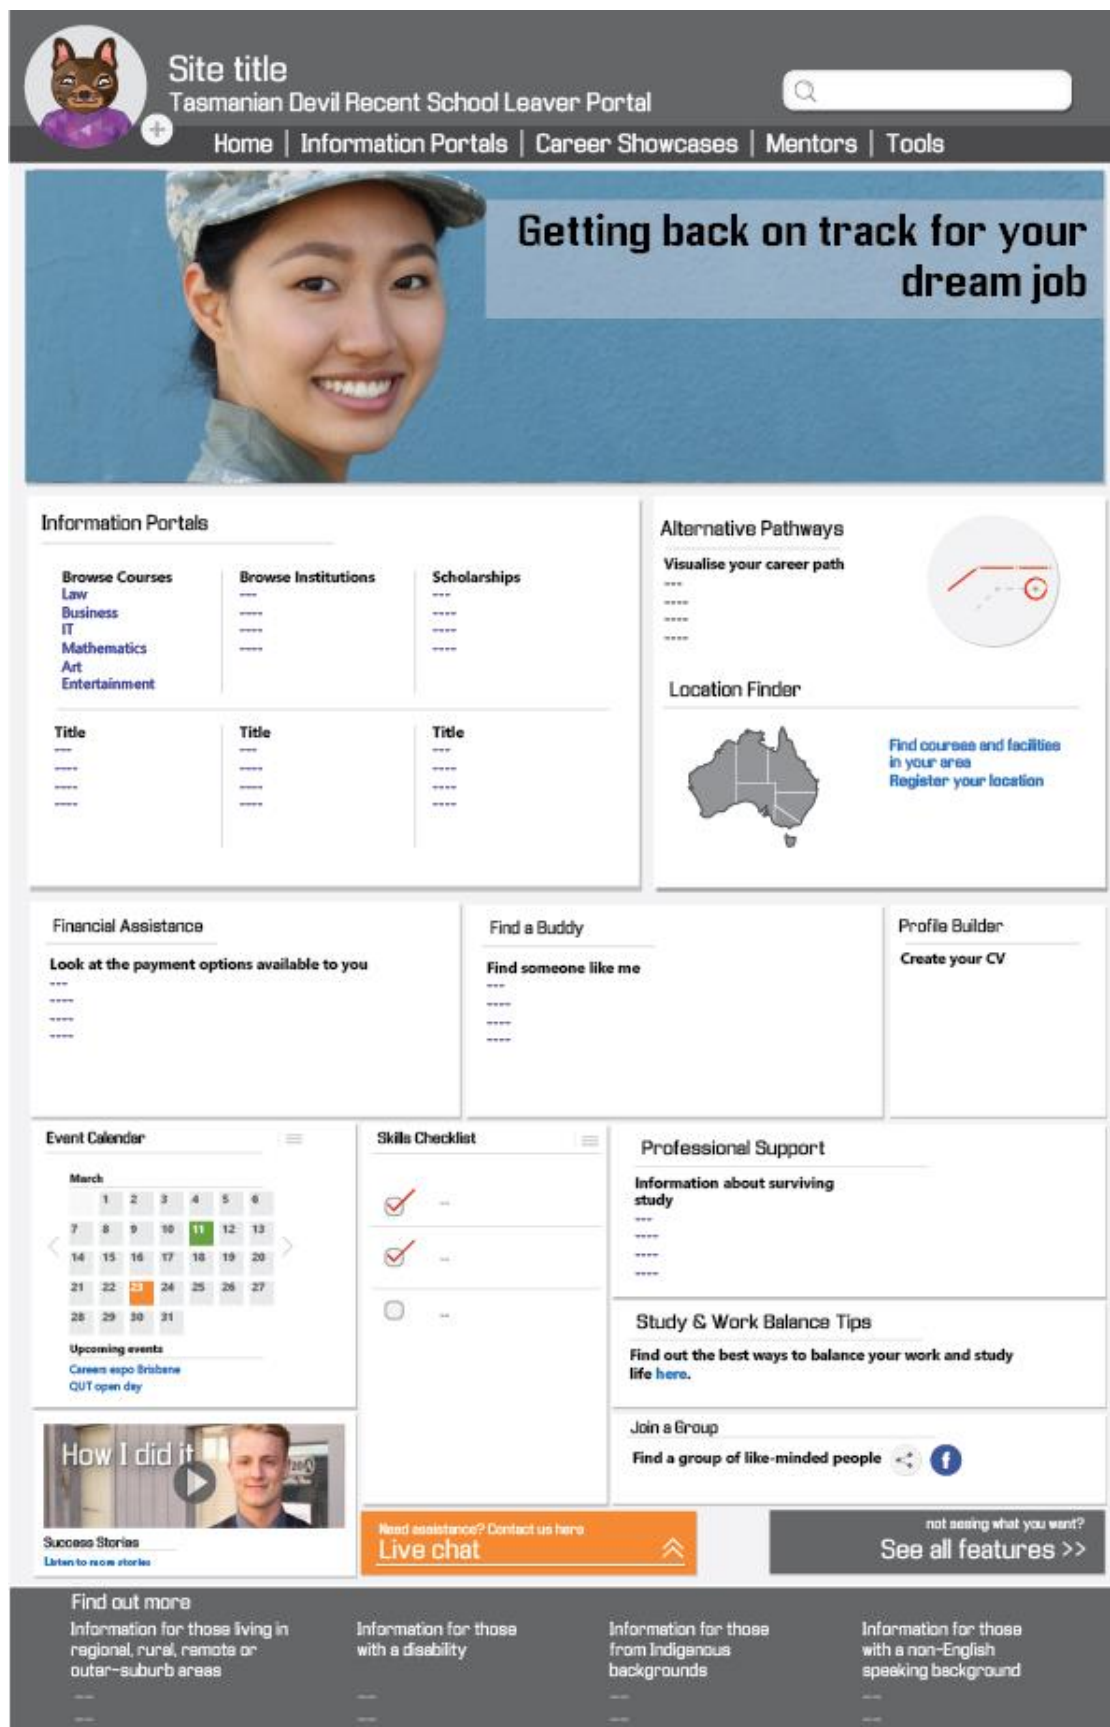 Site title
Tasmanian Devil Recent School Leaver Portal
Home | Information Portals | Career Showcases | Mentors | Tools
Getting back on track for your
dream job
Information Portals
Browse Courses
Law
Business
IT
Mathematics
Art
Entertainment
Browse Institutions
---
----
----
----
Scholarships
---
----
----
----
Title
---
----
----
----
Title
---
----
----
----
Title
---
----
----
----
Alternative Pathways
Visualise your career path
---
----
----
----
Location Finder
Find courses and facilities
in your area
Register your location
Financial Assistance
Look at the payment options available to you
---
----
----
----
Find a Buddy
Find someone like me
---
----
----
----
Profile Builder
Create your CV
Event Calendar
March
1 2 3 4 5 6
7 8 9 10 11 12 13
14 15 16 17 18 19 20
21 22 23 24 25 26 27
28 29 30 31
Upcoming events
Careers expo Brisbane
QUT open day
Skills Checklist
--
--
--
Professional Support
Information about surviving
study
---
----
----
----
Study & Work Balance Tips
Find out the best ways to balance your work and study
life here.
Join a Group
Find a group of like-minded people
f
How I did it
Success Stories
Listen to more stories
Need assistance? Contact us here
Live chat
not seeing what you want?
See all features >>
Find out more
Information for those living in
regional, rural, remote or
outer-suburb areas
--
--
Information for those
with a disability
--
--
Information for those
from Indigenous
backgrounds
--
--
Information for those
with a non-English
speaking background
--
--